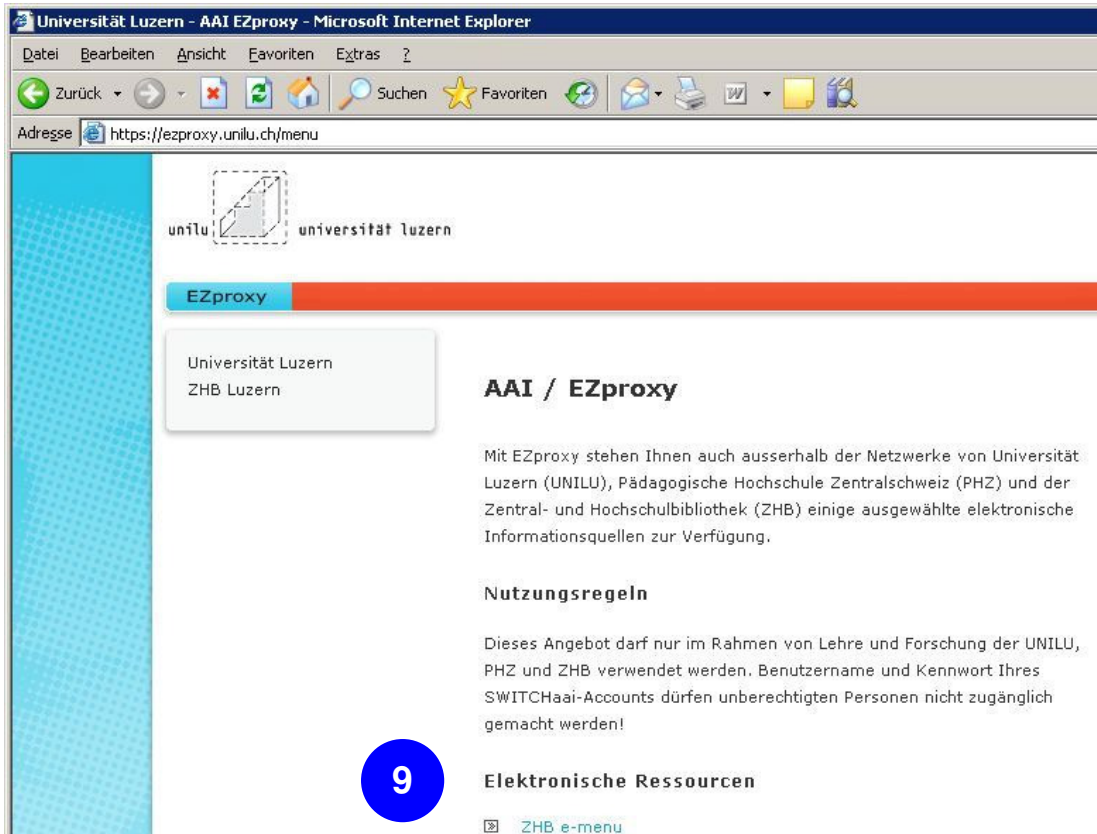 Universität Luzern - AAI EZproxy - Microsoft Internet Explorer
Datei Bearbeiten Ansicht Favoriten Extras ?
Zurück Suchen Favoriten
Adresse https://ezproxy.unilu.ch/menu
unilu universität luzern
EZproxy
Universität Luzern
ZHB Luzern
AAI / EZproxy
Mit EZproxy stehen Ihnen auch ausserhalb der Netzwerke von Universität
Luzern (UNILU), Pädagogische Hochschule Zentralschweiz (PHZ) und der
Zentral- und Hochschulbibliothek (ZHB) einige ausgewählte elektronische
Informationsquellen zur Verfügung.
Nutzungsregeln
Dieses Angebot darf nur im Rahmen von Lehre und Forschung der UNILU,
PHZ und ZHB verwendet werden. Benutzername und Kennwort Ihres
SWITCHaai-Accounts dürfen unberechtigten Personen nicht zugänglich
gemacht werden!
9 Elektronische Ressourcen
ZHB e-menu